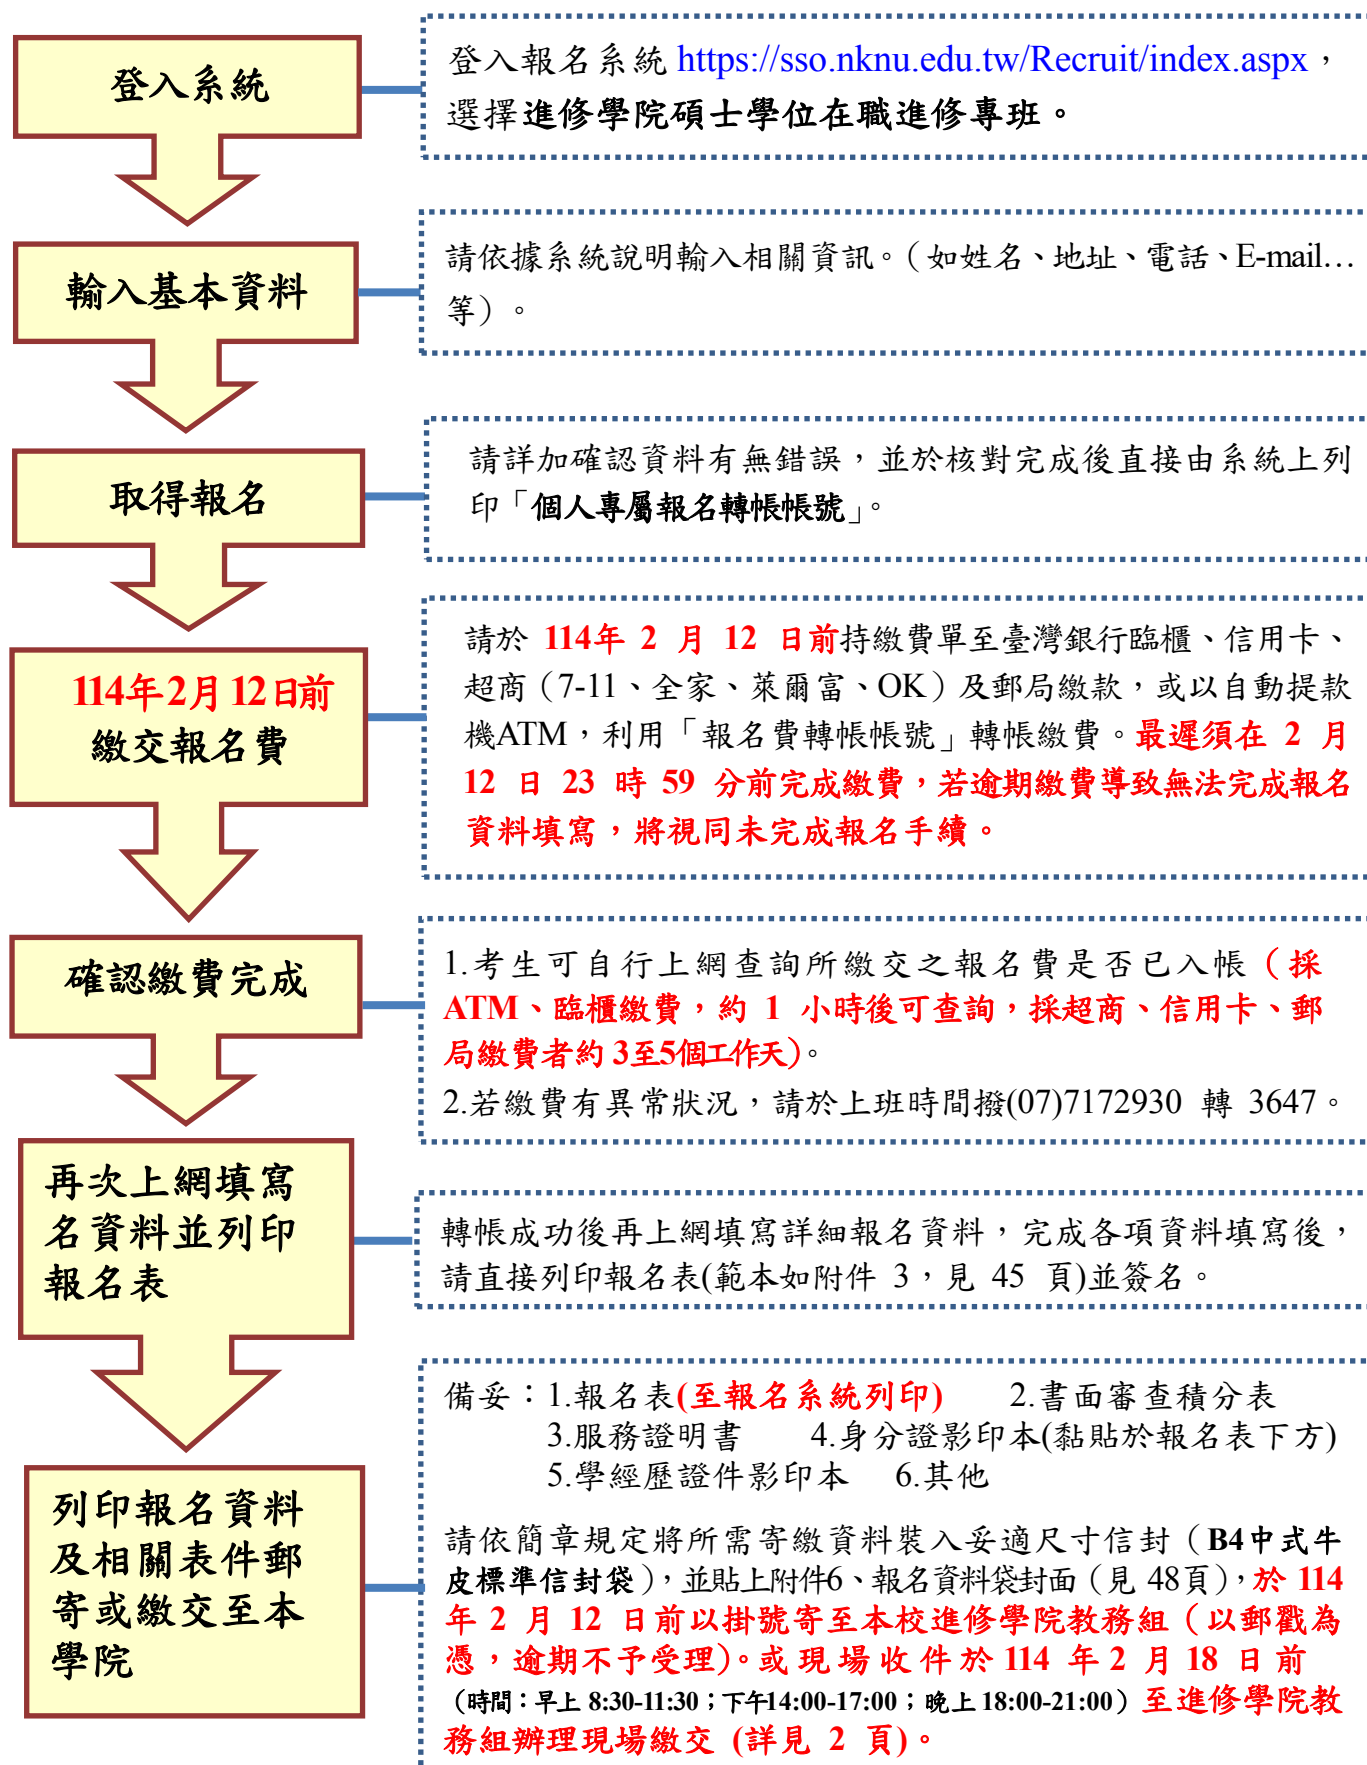 登入系統
登入報名系統 https://sso.nknu.edu.tw/Recruit/index.aspx，
選擇進修學院碩士學位在職進修專班。
輸入基本資料
請依據系統說明輸入相關資訊。（如姓名、地址、電話、E-mail…
等）。
取得報名
請詳加確認資料有無錯誤，並於核對完成後直接由系統上列
印「個人專屬報名轉帳帳號」。
114年2月12日前
繳交報名費
請於 114年 2 月 12 日前持繳費單至臺灣銀行臨櫃、信用卡、
超商（7-11、全家、萊爾富、OK）及郵局繳款，或以自動提款
機ATM，利用「報名費轉帳帳號」轉帳繳費。最遲須在 2 月
12 日 23 時 59 分前完成繳費，若逾期繳費導致無法完成報名
資料填寫，將視同未完成報名手續。
確認繳費完成
1.考生可自行上網查詢所繳交之報名費是否已入帳（採
ATM、臨櫃繳費，約 1 小時後可查詢，採超商、信用卡、郵
局繳費者約 3至5個工作天）。
2.若繳費有異常狀況，請於上班時間撥(07)7172930 轉 3647。
再次上網填寫
名資料並列印
報名表
轉帳成功後再上網填寫詳細報名資料，完成各項資料填寫後，
請直接列印報名表(範本如附件 3，見 45 頁)並簽名。
列印報名資料
及相關表件郵
寄或繳交至本
學院
備妥：1.報名表(至報名系統列印) 2.書面審查積分表
3.服務證明書 4.身分證影印本(黏貼於報名表下方)
5.學經歷證件影印本 6.其他
請依簡章規定將所需寄繳資料裝入妥適尺寸信封（B4中式牛
皮標準信封袋），並貼上附件6、報名資料袋封面（見 48頁），於 114
年 2 月 12 日前以掛號寄至本校進修學院教務組（以郵戳為
憑，逾期不予受理）。或現場收件於 114 年 2 月 18 日前
（時間：早上 8:30-11:30；下午14:00-17:00；晚上 18:00-21:00）至進修學院教
務組辦理現場繳交 (詳見 2 頁)。